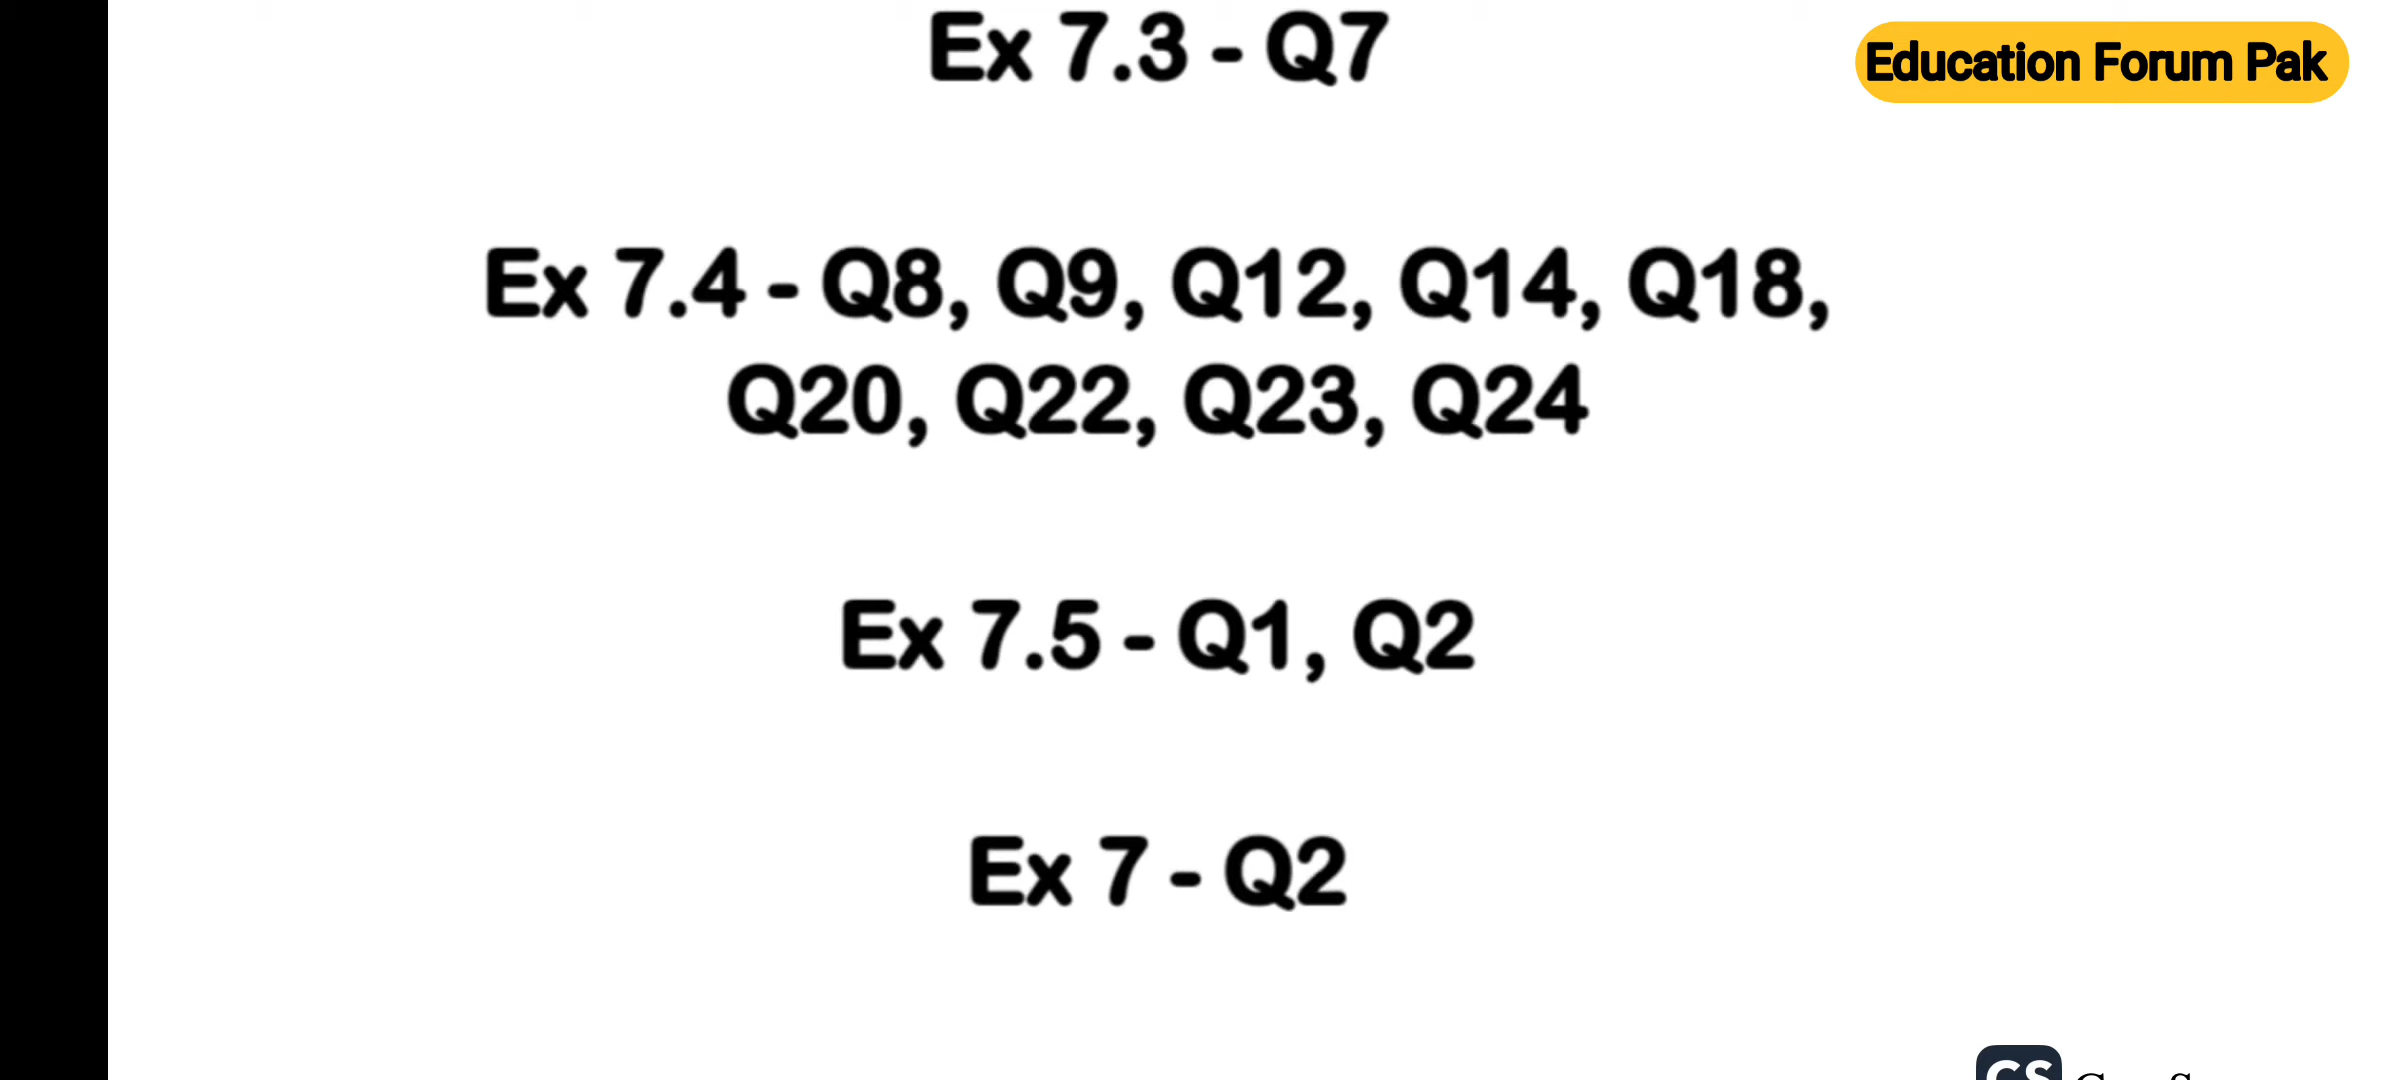 Ex 7.3 - Q7
Education Forum Pak
Ex 7.4 - Q8, Q9, Q12, Q14, Q18,
Q20, Q22, Q23, Q24
Ex 7.5 - Q1, Q2
Ex 7 - Q2
CS